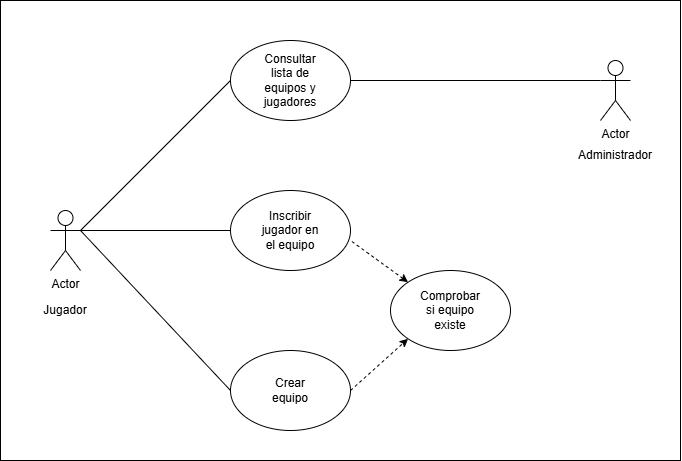 Consultar
lista de
equipos y
jugadores
Actor
Administrador
Inscribir
jugador en
el equipo
Actor
Jugador
Comprobar
si equipo
existe
Crear
equipo